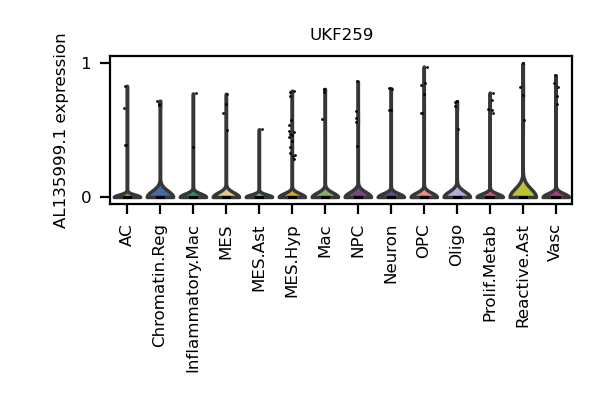 UKF259
AL135999.1 expression
1
0
AC
Chromatin.Reg
Inflammatory.Mac
MES
MES.Ast
MES.Hyp
Mac
NPC
Neuron
OPC
Oligo
Prolif.Metab
Reactive.Ast
Vasc